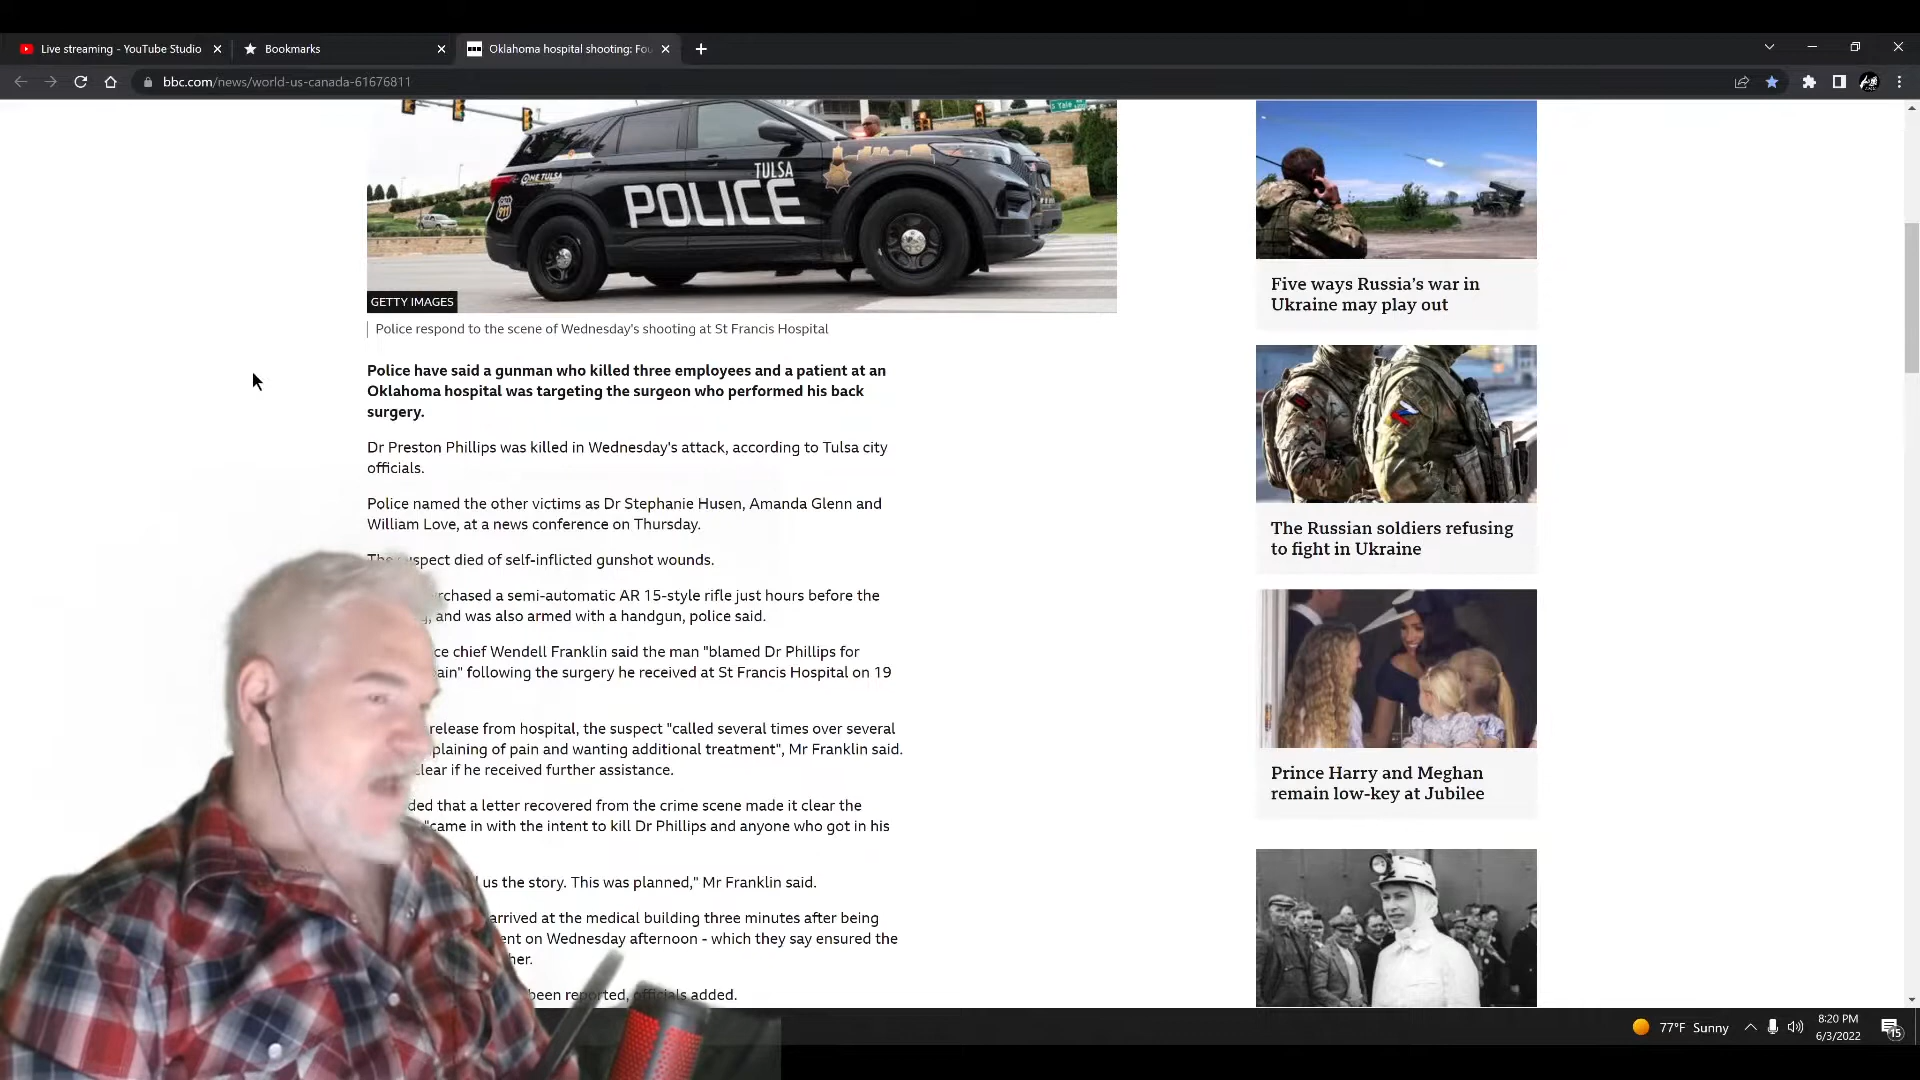 Live streaming - YouTube Studio
Bookmarks
Oklahoma hospital shooting: Fou
bbc.com/news/world-us-canada-61676811
S Yale
ONE TULSA
911
TULSA
POLICE
GETTY IMAGES
Police respond to the scene of Wednesday's shooting at St Francis Hospital
Police have said a gunman who killed three employees and a patient at an
Oklahoma hospital was targeting the surgeon who performed his back
surgery.
Dr Preston Phillips was killed in Wednesday's attack, according to Tulsa city
officials.
Police named the other victims as Dr Stephanie Husen, Amanda Glenn and
William Love, at a news conference on Thursday.
The suspect died of self-inflicted gunshot wounds.
rchased a semi-automatic AR 15-style rifle just hours before the
and was also armed with a handgun, police said.
ce chief Wendell Franklin said the man "blamed Dr Phillips for
ain" following the surgery he received at St Francis Hospital on 19
release from hospital, the suspect "called several times over several
plaining of pain and wanting additional treatment", Mr Franklin said.
lear if he received further assistance.
ded that a letter recovered from the crime scene made it clear the
"came in with the intent to kill Dr Phillips and anyone who got in his
us the story. This was planned," Mr Franklin said.
arrived at the medical building three minutes after being
ent on Wednesday afternoon - which they say ensured the
her.
been reported, officials added.
Five ways Russia's war in
Ukraine may play out
The Russian soldiers refusing
to fight in Ukraine
Prince Harry and Meghan
remain low-key at Jubilee
77°F Sunny
8:20 PM
6/3/2022
15